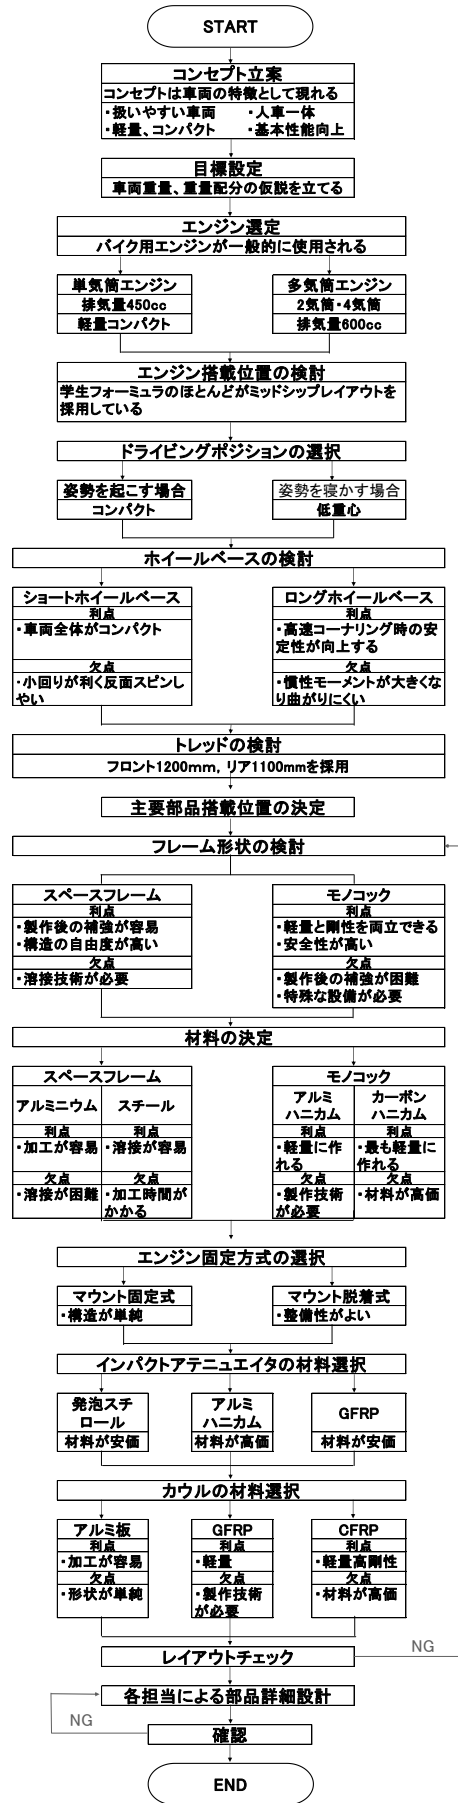 START
コンセプト立案
コンセプトは車両の特徴として現れる
・扱いやすい車両　・人車一体
・軽量、コンパクト　・基本性能向上
目標設定
車両重量、重量配分の仮説を立てる
エンジン選定
バイク用エンジンが一般的に使用される
単気筒エンジン
排気量450cc
軽量コンパクト
多気筒エンジン
2気筒・4気筒
排気量600cc
エンジン搭載位置の検討
学生フォーミュラのほとんどがミッドシップレイアウトを
採用している
ドライビングポジションの選択
姿勢を起こす場合
コンパクト
姿勢を寝かす場合
低重心
ホイールベースの検討
ショートホイールベース
利点
・車両全体がコンパクト
欠点
・小回りが利く反面スピンし
やい
ロングホイールベース
利点
・高速コーナリング時の安
定性が向上する
欠点
・慣性モーメントが大きくな
り曲がりにくい
トレッドの検討
フロント1200mm，リア1100mmを採用
主要部品搭載位置の決定
フレーム形状の検討
スペースフレーム
利点
・製作後の補強が容易
・構造の自由度が高い
欠点
・溶接技術が必要
モノコック
利点
・軽量と剛性を両立できる
・安全性が高い
欠点
・製作後の補強が困難
・特殊な設備が必要
材料の決定
スペースフレーム
アルミニウム
利点
・加工が容易
欠点
・溶接が困難
スチール
利点
・溶接が容易
欠点
・加工時間が
かかる
モノコック
アルミ
ハニカム
利点
・軽量に作
れる
欠点
・製作技術
が必要
カーボン
ハニカム
利点
・最も軽量に
作れる
欠点
・材料が高価
エンジン固定方式の選択
マウント固定式
・構造が単純
マウント脱着式
・整備性がよい
インパクトアテニュエイタの材料選択
発泡スチ
ロール
材料が安価
アルミ
ハニカム
材料が高価
GFRP
材料が安価
カウルの材料選択
アルミ板
利点
・加工が容易
欠点
・形状が単純
GFRP
利点
・軽量
欠点
・製作技術
が必要
CFRP
利点
・軽量高剛性
欠点
・材料が高価
レイアウトチェック
NG
各担当による部品詳細設計
NG
確認
END